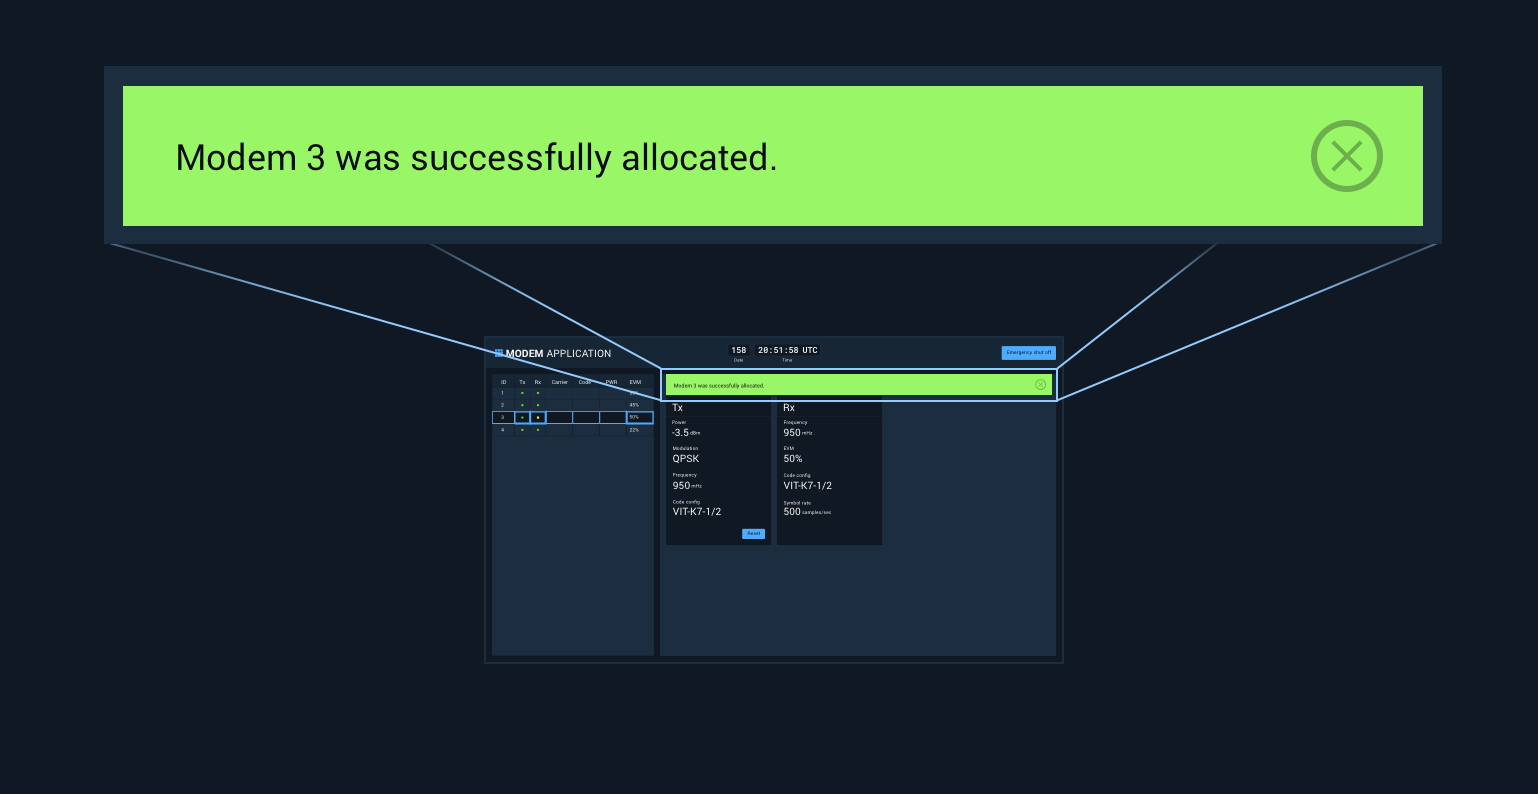 Modem 3 was successfully allocated.
MODEM APPLICATION
158 20:51:58 UTC
Date Time
Emergency shut off
ID Tx Rx Carrier Code PWR EVM
1
2 45%
3 50%
4 22%
Modem 3 was successfully allocated.
Tx
Power
-3.5 dBm
Modulation
QPSK
Frequency
950 mHz
Code config
VIT-K7-1/2
Reset
Rx
Frequency
950 mHz
EVM
50%
Code config
VIT-K7-1/2
Symbol rate
500 samples/sec